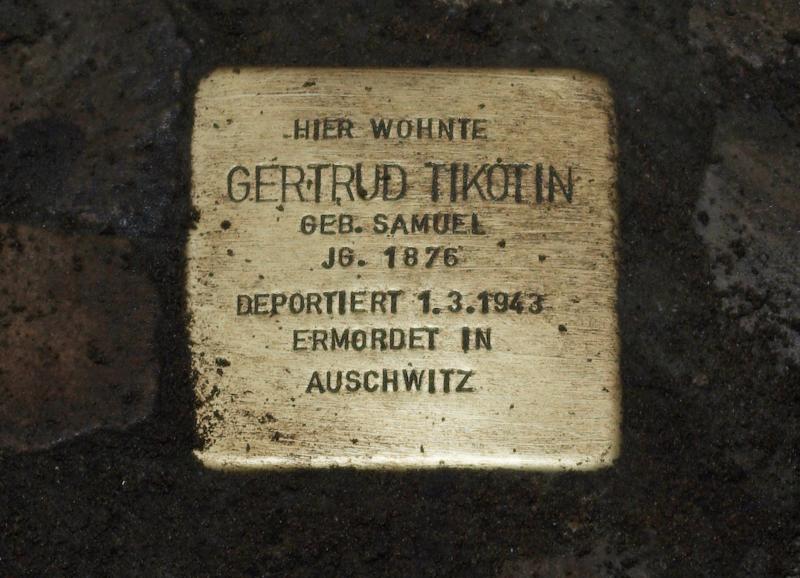 HIER WOHNTE
GERTRUD TIKOTIN
GEB. SAMUEL
JG. 1876
DEPORTIERT 1.3.1943
ERMORDET IN
AUSCHWITZ